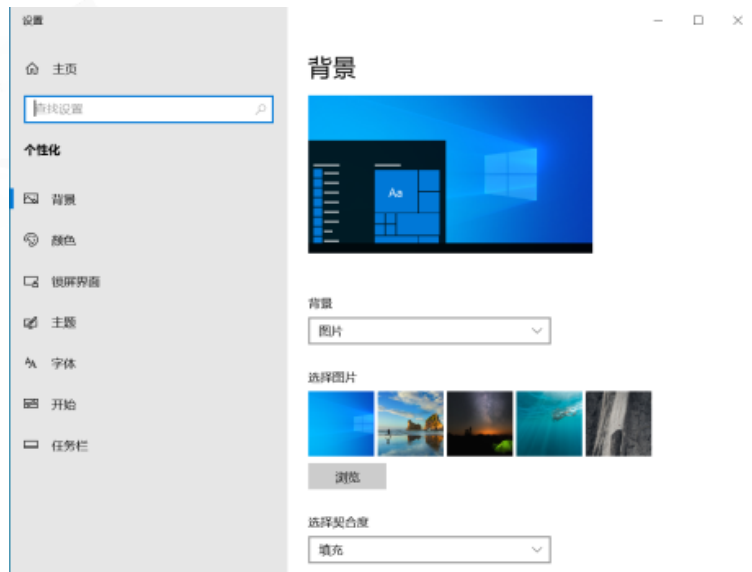 设置
主页
查找设置
个性化
背景
颜色
锁屏界面
主题
字体
开始
任务栏
背景
Aa
背景
图片
选择图片
浏览
选择契合度
填充